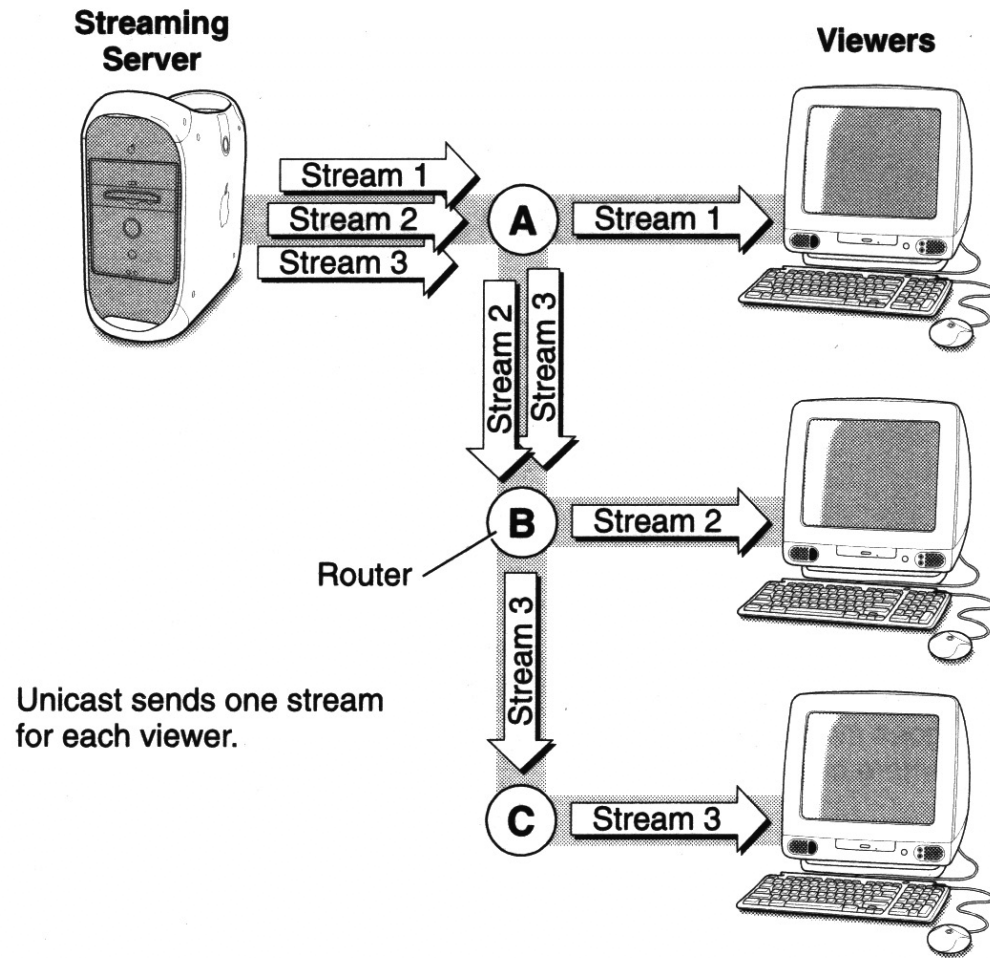 Streaming
Server
Viewers
Stream 1
Stream 2
Stream 3
A
Stream 1
Stream 2
Stream 3
B
Stream 2
Router
Stream 3
Unicast sends one stream
for each viewer.
C
Stream 3